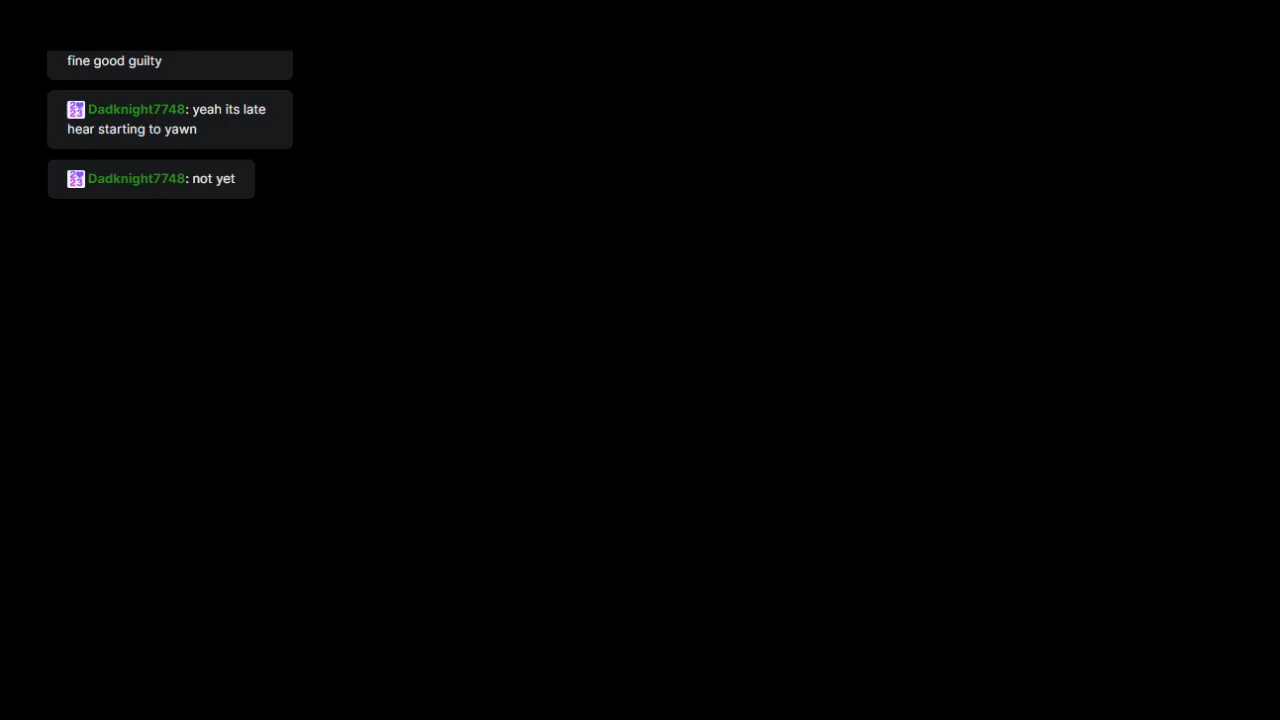 fine good guilty
Dadknight7748: yeah its late
hear starting to yawn
Dadknight7748: not yet